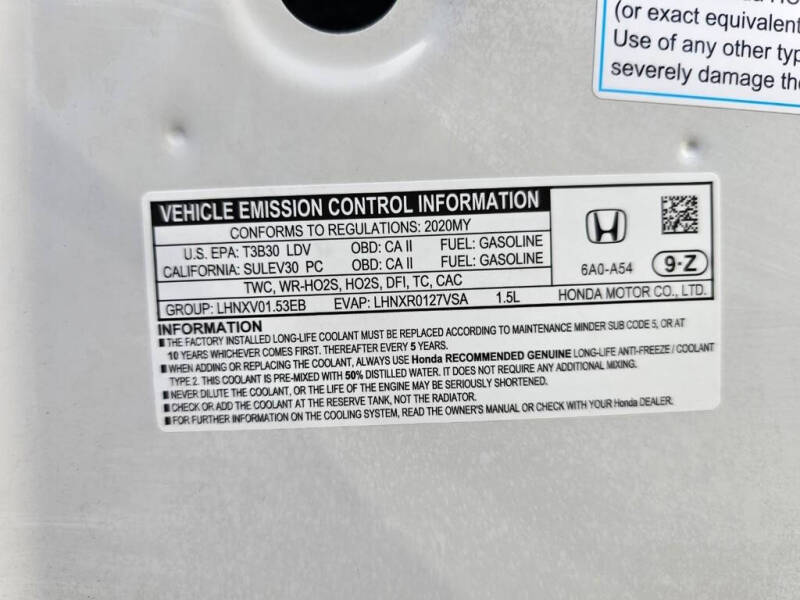 (or exact equivalent
Use of any other typ
severely damage the
VEHICLE EMISSION CONTROL INFORMATION
CONFORMS TO REGULATIONS: 2020MY
U.S. EPA: T3B30 LDV OBD: CA II FUEL: GASOLINE
CALIFORNIA: SULEV30 PC OBD: CA II FUEL: GASOLINE
TWC, WR-HO2S, HO2S, DFI, TC, CAC
GROUP: LHNXV01.53EB EVAP: LHNXR0127VSA 1.5L
6A0-A54 9-Z
HONDA MOTOR CO., LTD.
INFORMATION
THE FACTORY INSTALLED LONG-LIFE COOLANT MUST BE REPLACED ACCORDING TO MAINTENANCE MINDER SUB CODE 5, OR AT
10 YEARS WHICHEVER COMES FIRST. THEREAFTER EVERY 5 YEARS.
WHEN ADDING OR REPLACING THE COOLANT, ALWAYS USE Honda RECOMMENDED GENUINE LONG-LIFE ANTI-FREEZE / COOLANT
TYPE 2. THIS COOLANT IS PRE-MIXED WITH 50% DISTILLED WATER. IT DOES NOT REQUIRE ANY ADDITIONAL MIXING.
NEVER DILUTE THE COOLANT, OR THE LIFE OF THE ENGINE MAY BE SERIOUSLY SHORTENED.
CHECK OR ADD THE COOLANT AT THE RESERVE TANK, NOT THE RADIATOR.
FOR FURTHER INFORMATION ON THE COOLING SYSTEM, READ THE OWNER'S MANUAL OR CHECK WITH YOUR Honda DEALER.